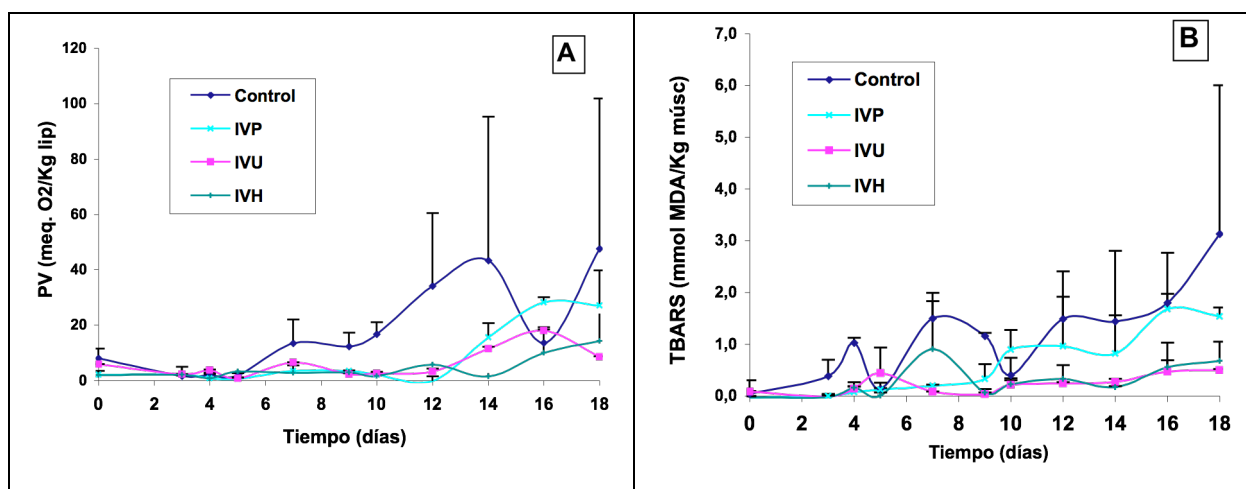 A
120
100
80
60
40
20
0
PV (meq. O2/Kg lip)
Control
IVP
IVU
IVH
0 2 4 6 8 10 12 14 16 18
Tiempo (días)
B
7,0
6,0
5,0
4,0
3,0
2,0
1,0
0,0
TBARS (mmol MDA/Kg músc)
Control
IVP
IVU
IVH
0 2 4 6 8 10 12 14 16 18
Tiempo (días)